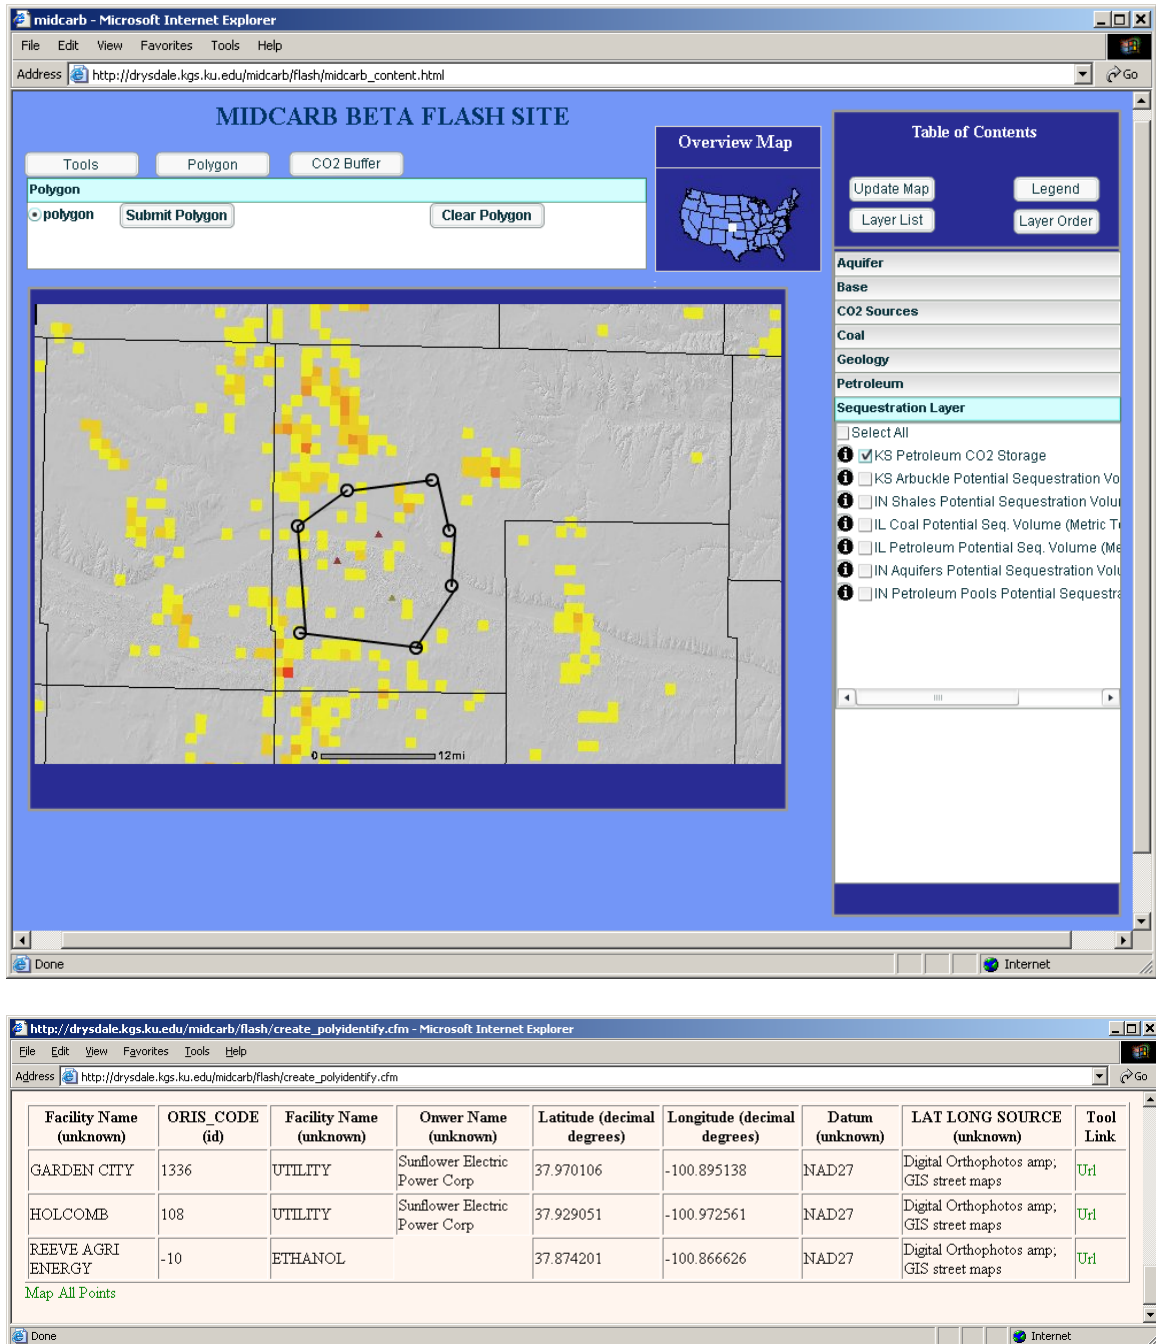 midcarb - Microsoft Internet Explorer
File Edit View Favorites Tools Help
Address http://drysdale.kgs.ku.edu/midcarb/flash/midcarb_content.html Go
MIDCARB BETA FLASH SITE
Tools Polygon CO2 Buffer
Polygon
polygon Submit Polygon Clear Polygon
Overview Map
Table of Contents
Update Map Legend
Layer List Layer Order
Aquifer
Base
CO2 Sources
Coal
Geology
Petroleum
Sequestration Layer
Select All
KS Petroleum CO2 Storage
KS Arbuckle Potential Sequestration Vo
IN Shales Potential Sequestration Volu
IL Coal Potential Seq. Volume (Metric T
IL Petroleum Potential Seq. Volume (Me
IN Aquifers Potential Sequestration Volu
IN Petroleum Pools Potential Sequestra
0 12mi
Done Internet
http://drysdale.kgs.ku.edu/midcarb/flash/create_polyidentify.cfm - Microsoft Internet Explorer
File Edit View Favorites Tools Help
Address http://drysdale.kgs.ku.edu/midcarb/flash/create_polyidentify.cfm Go
Facility Name ORIS_CODE Facility Name Onwer Name Latitude (decimal Longitude (decimal Datum LAT LONG SOURCE Tool
(unknown) (id) (unknown) (unknown) degrees) degrees) (unknown) (unknown) Link
GARDEN CITY 1336 UTILITY Sunflower Electric Power Corp 37.970106 -100.895138 NAD27 Digital Orthophotos amp; GIS street maps Url
HOLCOMB 108 UTILITY Sunflower Electric Power Corp 37.929051 -100.972561 NAD27 Digital Orthophotos amp; GIS street maps Url
REEVE AGRI ENERGY -10 ETHANOL 37.874201 -100.866626 NAD27 Digital Orthophotos amp; GIS street maps Url
Map All Points
Done Internet